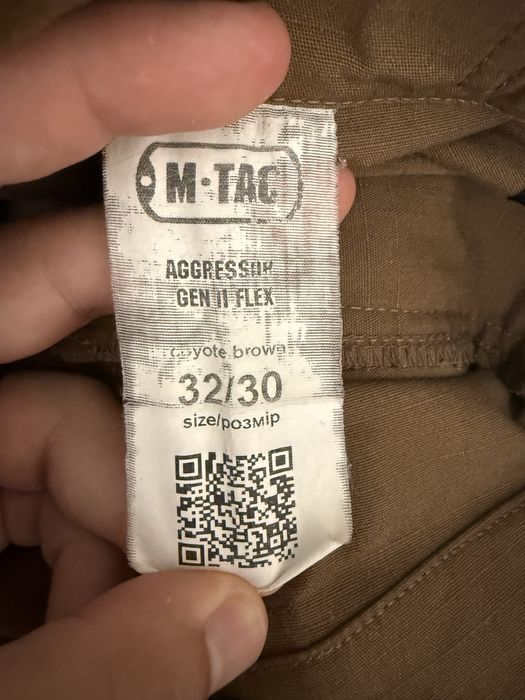 M·TAC
AGGRESSOR
GEN II FLEX
coyote brown
32/30
size/розмір